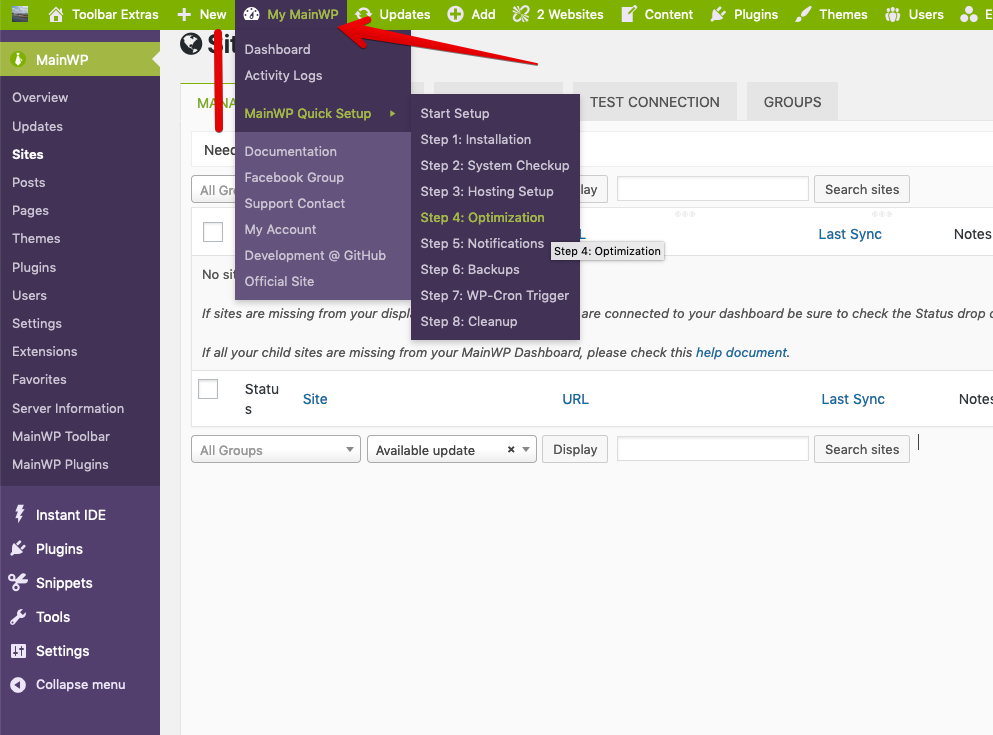 Toolbar Extras
New
My MainWP
Updates
Add
2 Websites
Content
Plugins
Themes
Users
E
MainWP
Overview
Updates
Sites
Posts
Pages
Themes
Plugins
Users
Settings
Extensions
Favorites
Server Information
MainWP Toolbar
MainWP Plugins
Instant IDE
Plugins
Snippets
Tools
Settings
Collapse menu
Sit
Dashboard
Activity Logs
MainWP Quick Setup
Documentation
Facebook Group
Support Contact
My Account
Development @ GitHub
Official Site
Start Setup
Step 1: Installation
Step 2: System Checkup
Step 3: Hosting Setup
Step 4: Optimization
Step 5: Notifications
Step 6: Backups
Step 7: WP-Cron Trigger
Step 8: Cleanup
Step 4: Optimization
MANA
TEST CONNECTION
GROUPS
Need
All Gr
lay
Search sites
L
Last Sync
Notes
No sit
If sites are missing from your displa
are connected to your dashboard be sure to check the Status drop
If all your child sites are missing from your MainWP Dashboard, please check this help document.
Statu
s
Site
URL
Last Sync
Notes
All Groups
Available update
×
Display
Search sites